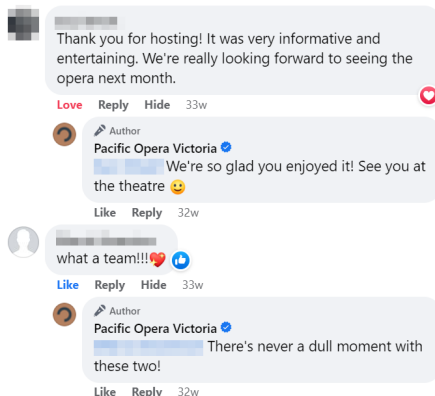 Thank you for hosting! It was very informative and
entertaining. We're really looking forward to seeing the
opera next month.
Love Reply Hide 33w
Author
Pacific Opera Victoria
We're so glad you enjoyed it! See you at
the theatre 😉
Like Reply 32w
what a team!!!💖
Like Reply Hide 33w
Author
Pacific Opera Victoria
There's never a dull moment with
these two!
Like Reply 32w